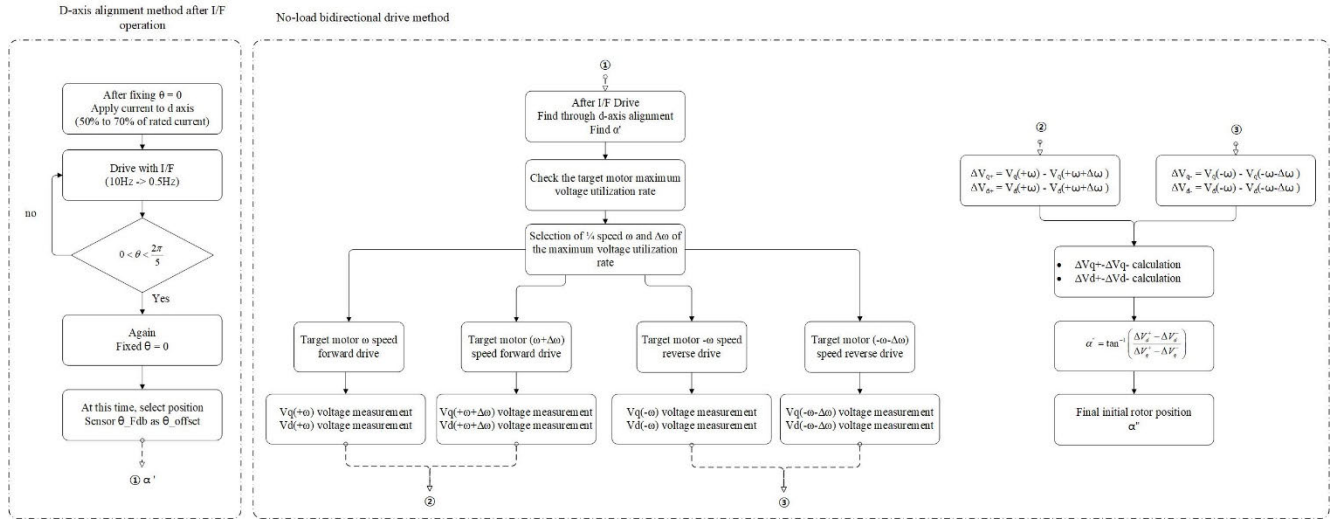 D-axis alignment method after I/F
operation
After fixing θ = 0
Apply current to d axis
(50% to 70% of rated current)
Drive with I/F
(10Hz -> 0.5Hz)
no
0 < θ < 2π/5
Yes
Again
Fixed θ = 0
At this time, select position
Sensor θ_Fdb as θ_offset
① α'
No-load bidirectional drive method
①
After I/F Drive
Find through d-axis alignment
Find α'
Check the target motor maximum
voltage utilization rate
Selection of ¼ speed ω and Δω of
the maximum voltage utilization
rate
Target motor ω speed
forward drive
Target motor (ω+Δω)
speed forward drive
Target motor -ω speed
reverse drive
Target motor (-ω-Δω)
speed reverse drive
Vq(+ω) voltage measurement
Vd(+ω) voltage measurement
Vq(+ω+Δω) voltage measurement
Vd(+ω+Δω) voltage measurement
Vq(-ω) voltage measurement
Vd(-ω) voltage measurement
Vq(-ω-Δω) voltage measurement
Vd(-ω-Δω) voltage measurement
②
③
②
③
ΔVq+ = Vq(+ω) - Vq(+ω+Δω )
ΔVd+ = Vd(+ω) - Vd(+ω+Δω )
ΔVq- = Vq(-ω) - Vq(-ω-Δω )
ΔVd- = Vd(-ω) - Vd(-ω-Δω )
• ΔVq+-ΔVq- calculation
• ΔVd+-ΔVd- calculation
α″ = tan⁻¹((ΔVd⁺ − ΔVd⁻)/(ΔVq⁺ − ΔVq⁻))
Final initial rotor position
α″